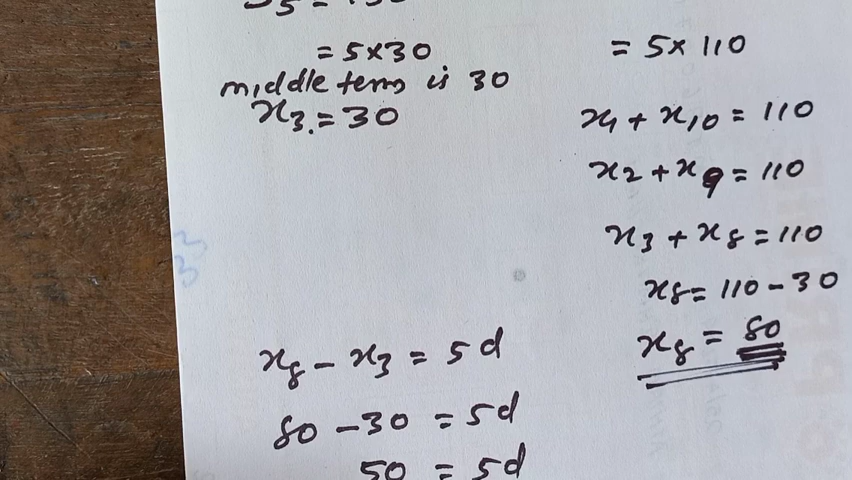 = 5×30
middle term is 30
x3 = 30
= 5×110
x1 + x10 = 110
x2 + x9 = 110
x3 + x8 = 110
x8 = 110 - 30
x8 = 80
x8 - x3 = 5d
80 - 30 = 5d
50 = 5d